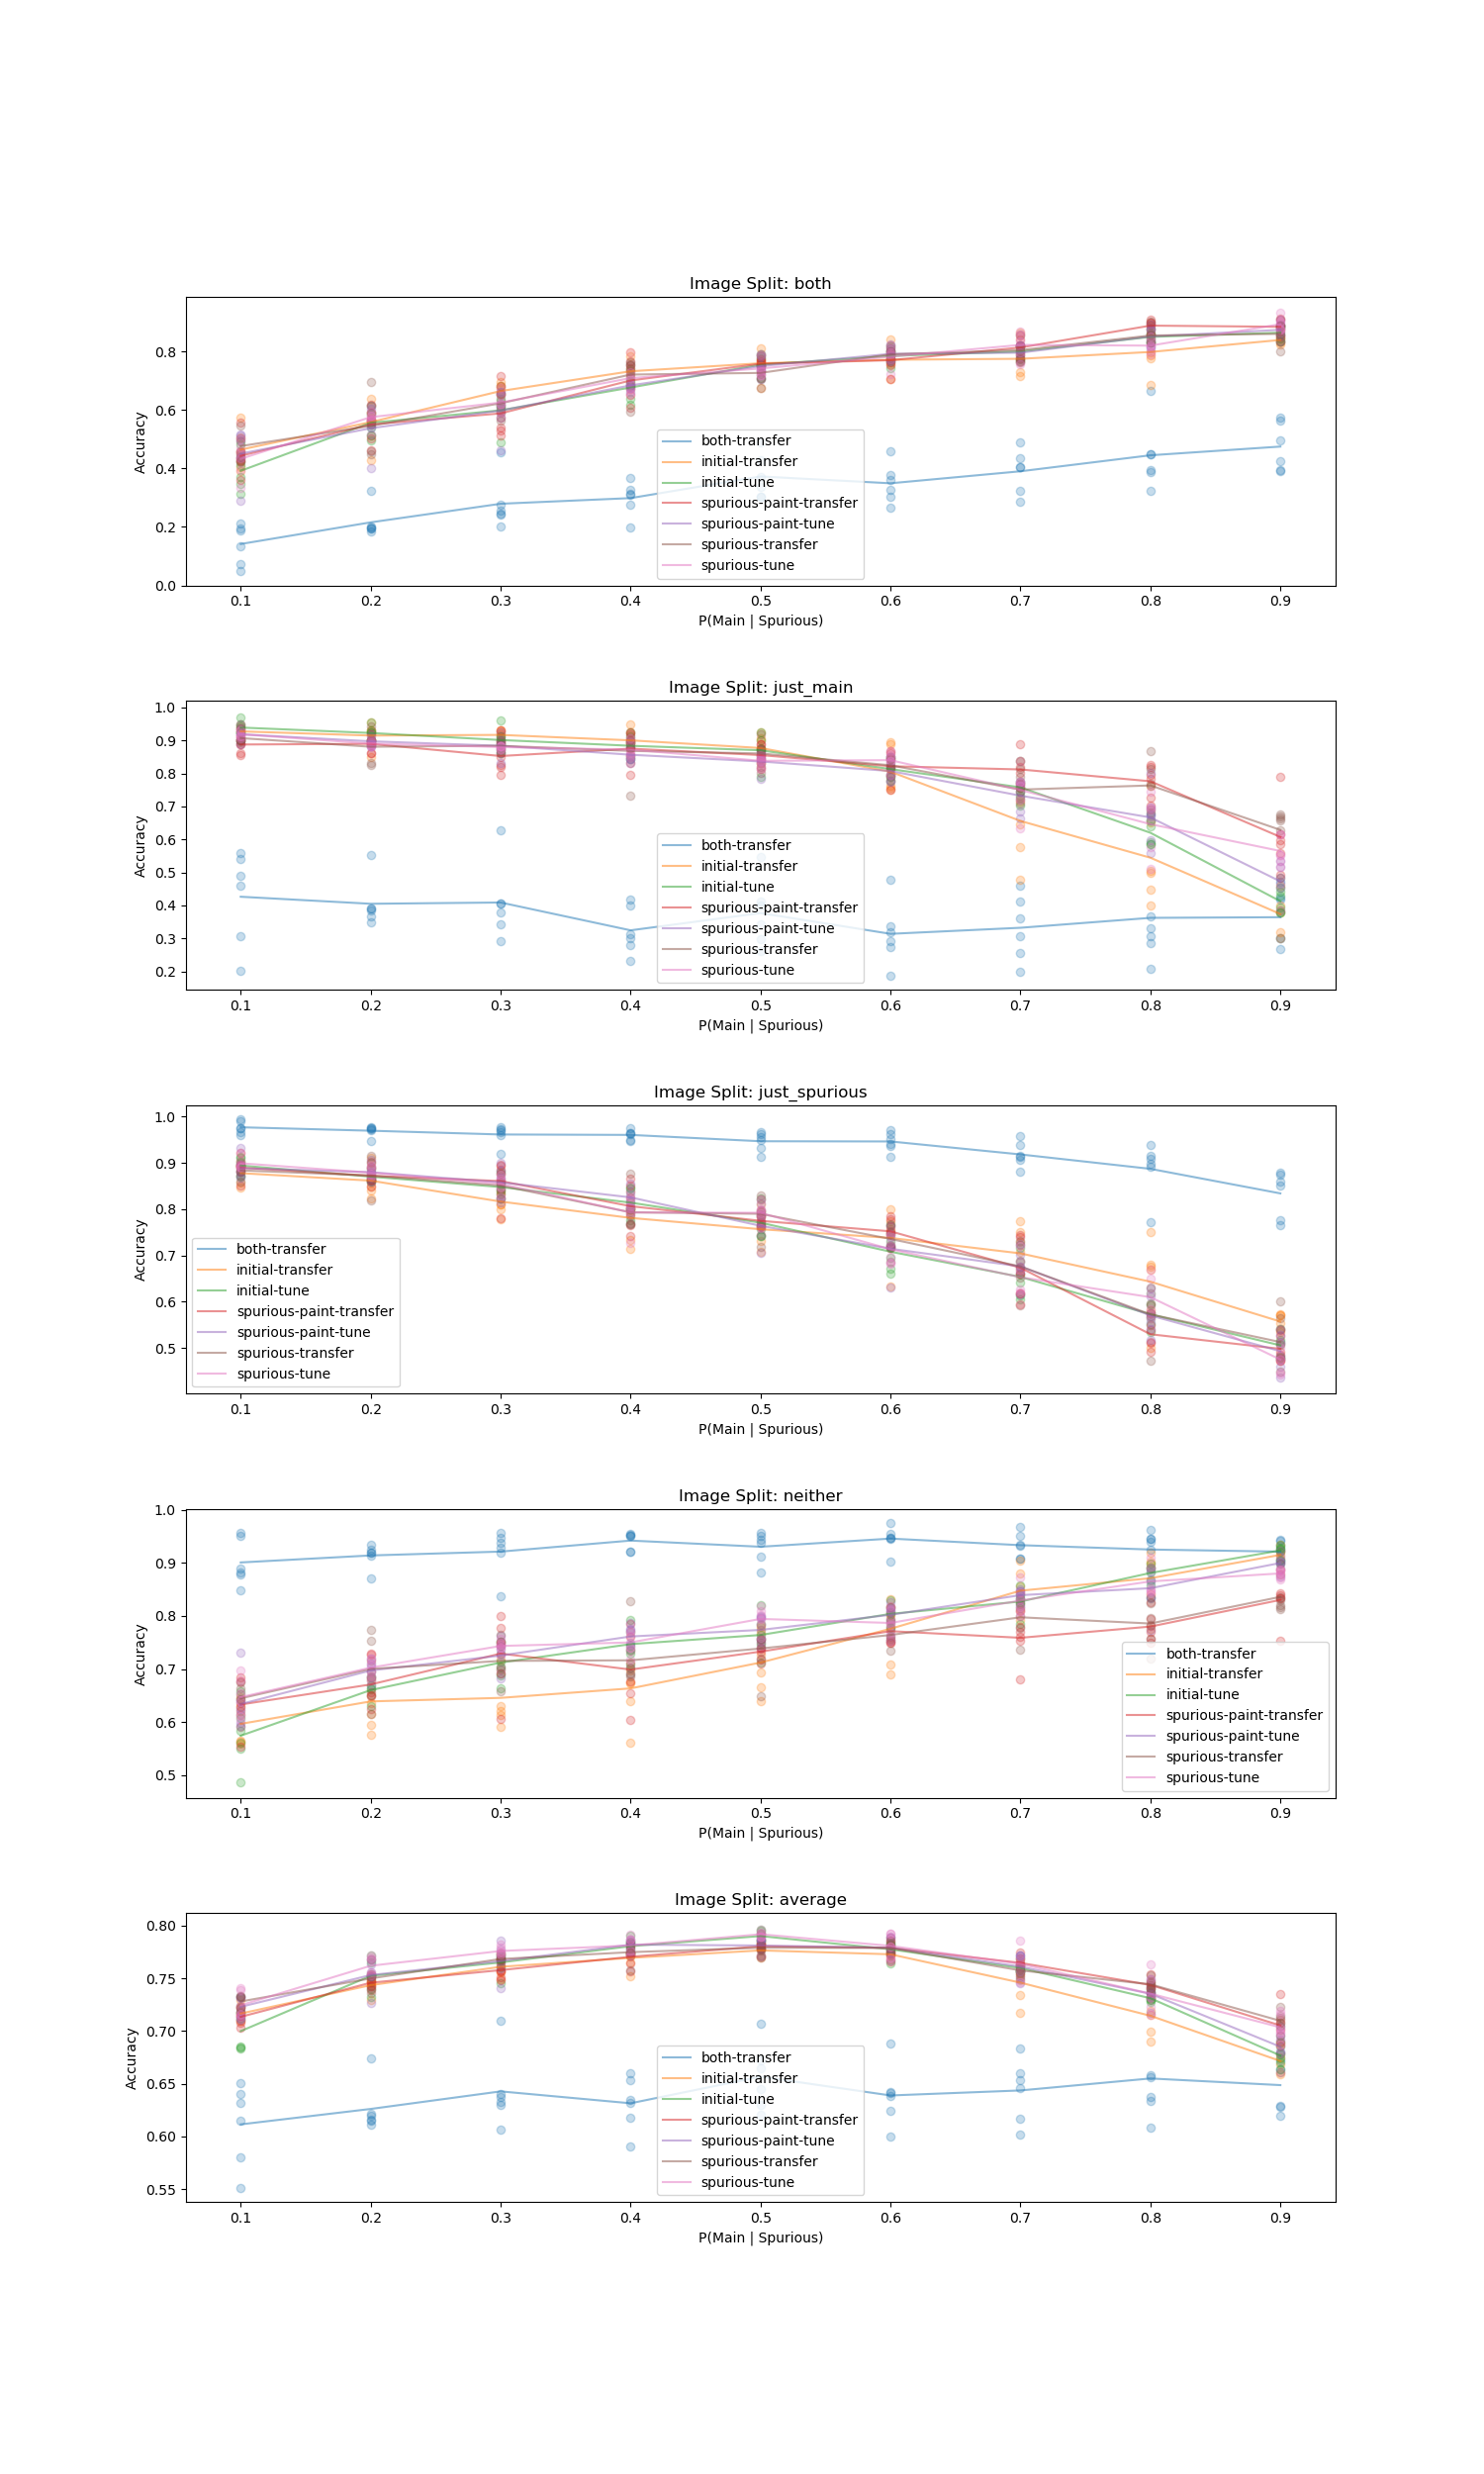 Image Split: both
Accuracy
0.8
0.6
0.4
0.2
0.0
both-transfer
initial-transfer
initial-tune
spurious-paint-transfer
spurious-paint-tune
spurious-transfer
spurious-tune
0.1 0.2 0.3 0.4 0.5 0.6 0.7 0.8 0.9
P(Main | Spurious)
Image Split: just_main
Accuracy
1.0
0.9
0.8
0.7
0.6
0.5
0.4
0.3
0.2
both-transfer
initial-transfer
initial-tune
spurious-paint-transfer
spurious-paint-tune
spurious-transfer
spurious-tune
0.1 0.2 0.3 0.4 0.5 0.6 0.7 0.8 0.9
P(Main | Spurious)
Image Split: just_spurious
Accuracy
1.0
0.9
0.8
0.7
0.6
0.5
both-transfer
initial-transfer
initial-tune
spurious-paint-transfer
spurious-paint-tune
spurious-transfer
spurious-tune
0.1 0.2 0.3 0.4 0.5 0.6 0.7 0.8 0.9
P(Main | Spurious)
Image Split: neither
Accuracy
1.0
0.9
0.8
0.7
0.6
0.5
both-transfer
initial-transfer
initial-tune
spurious-paint-transfer
spurious-paint-tune
spurious-transfer
spurious-tune
0.1 0.2 0.3 0.4 0.5 0.6 0.7 0.8 0.9
P(Main | Spurious)
Image Split: average
Accuracy
0.80
0.75
0.70
0.65
0.60
0.55
both-transfer
initial-transfer
initial-tune
spurious-paint-transfer
spurious-paint-tune
spurious-transfer
spurious-tune
0.1 0.2 0.3 0.4 0.5 0.6 0.7 0.8 0.9
P(Main | Spurious)